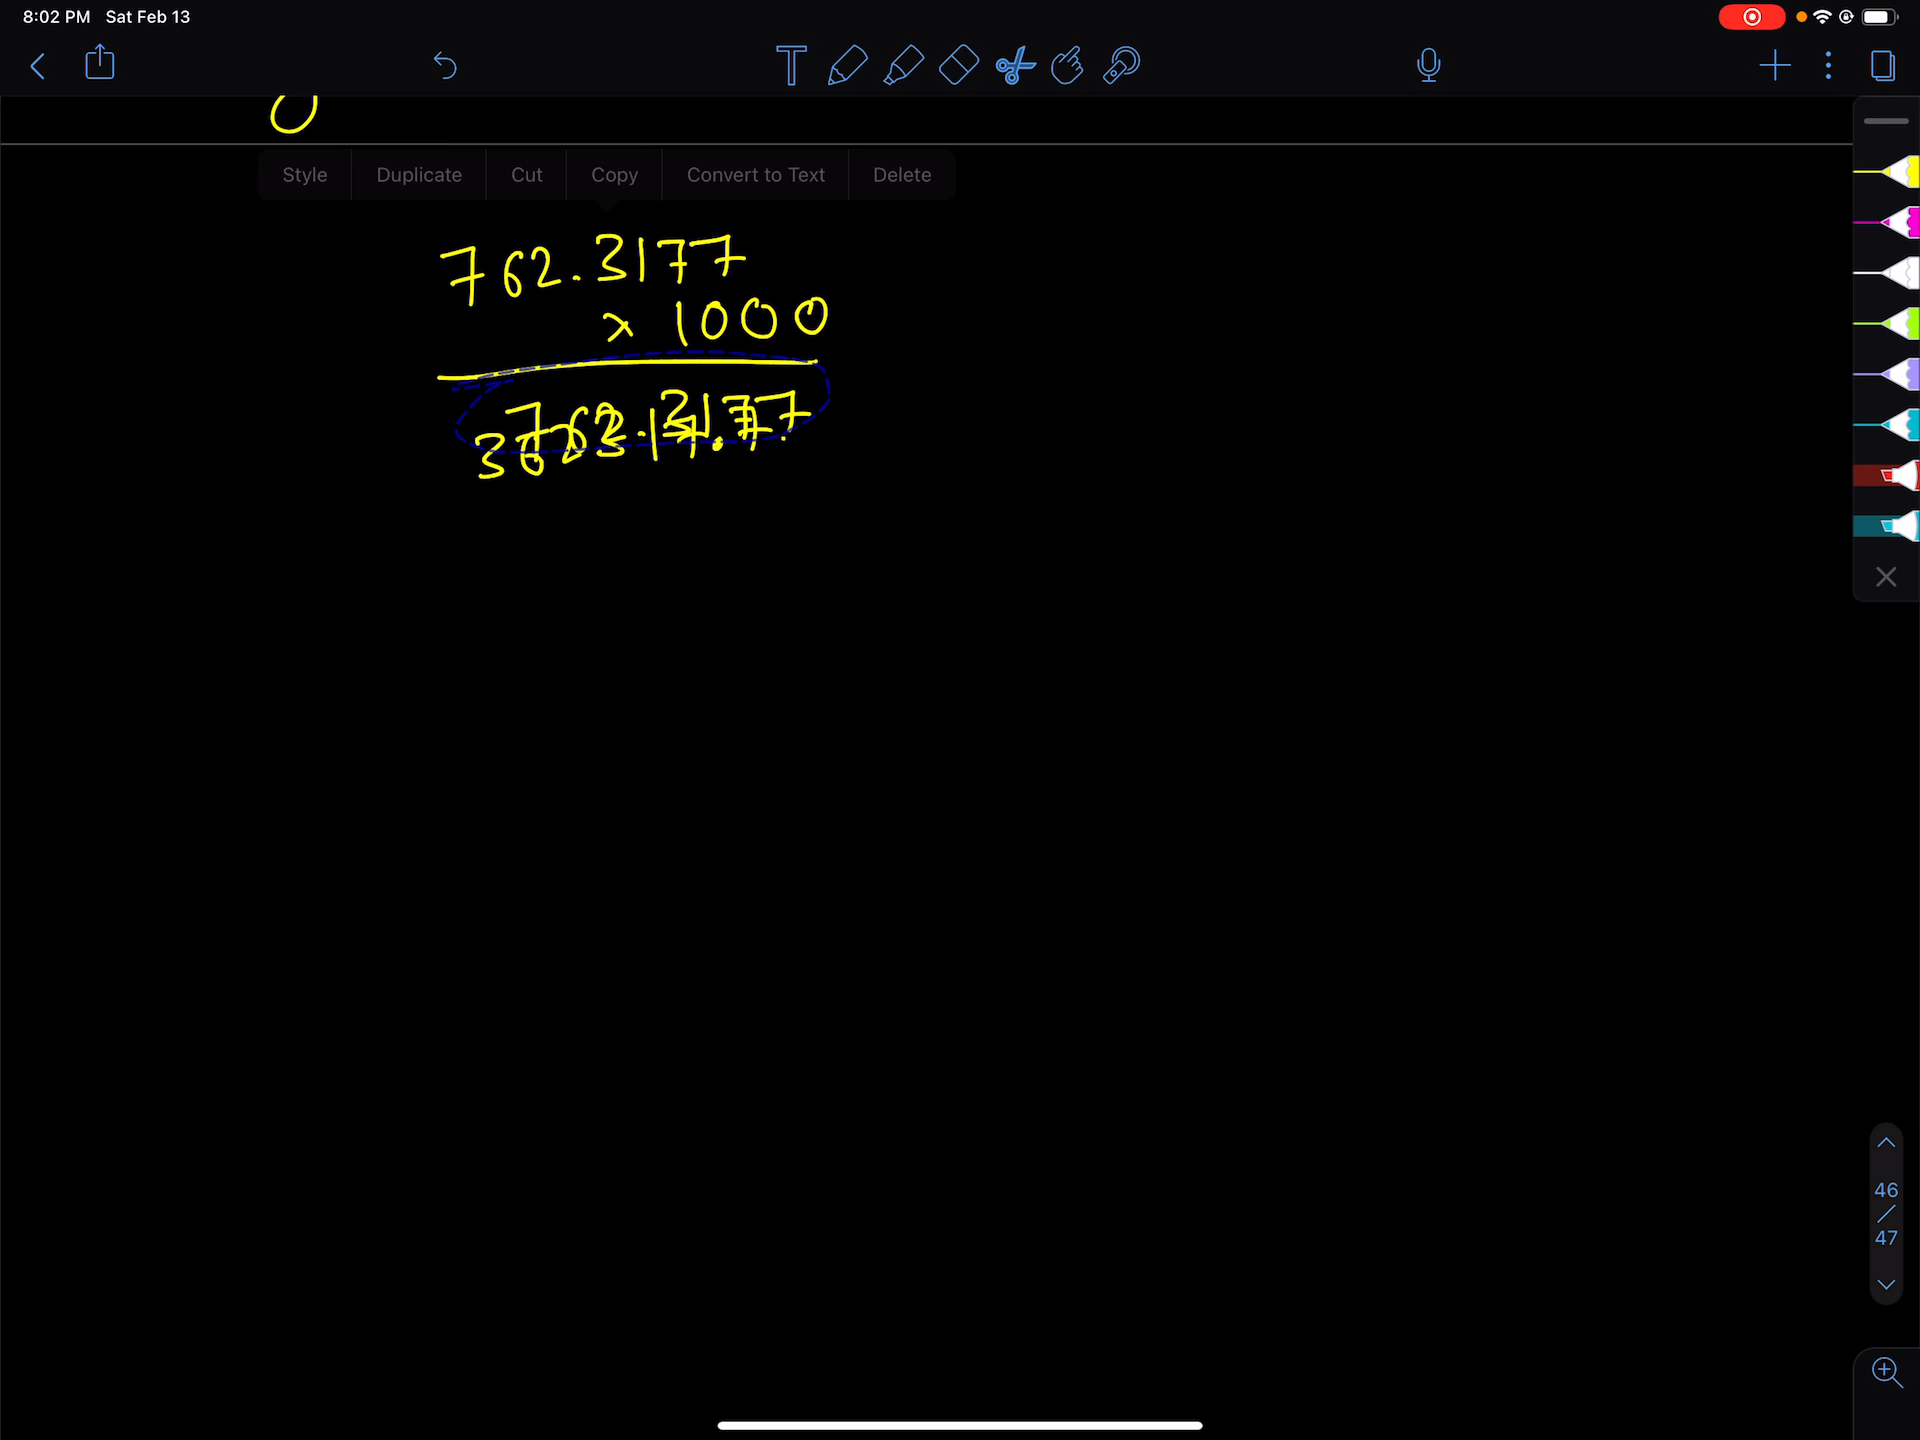 8:02 PM Sat Feb 13
Style Duplicate Cut Copy Convert to Text Delete
762.3177
x 1000
46
/
47